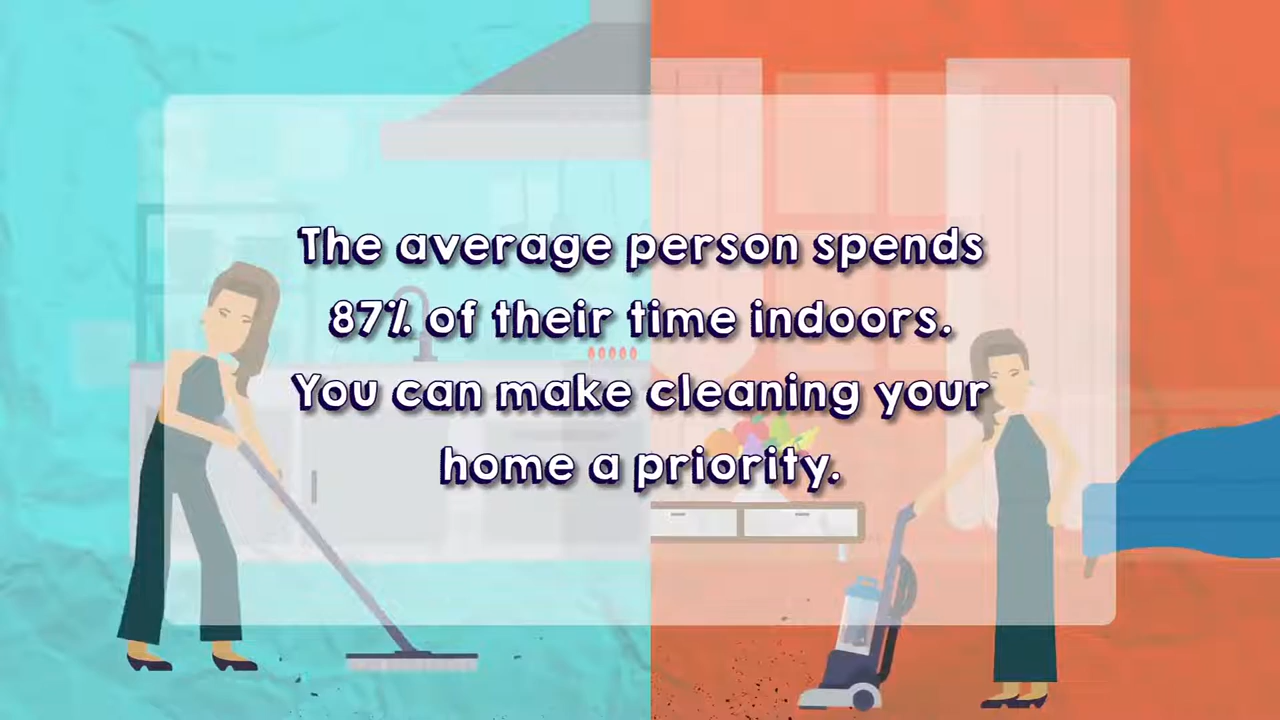 The average person spends
87% of their time indoors.
You can make cleaning your
home a priority.